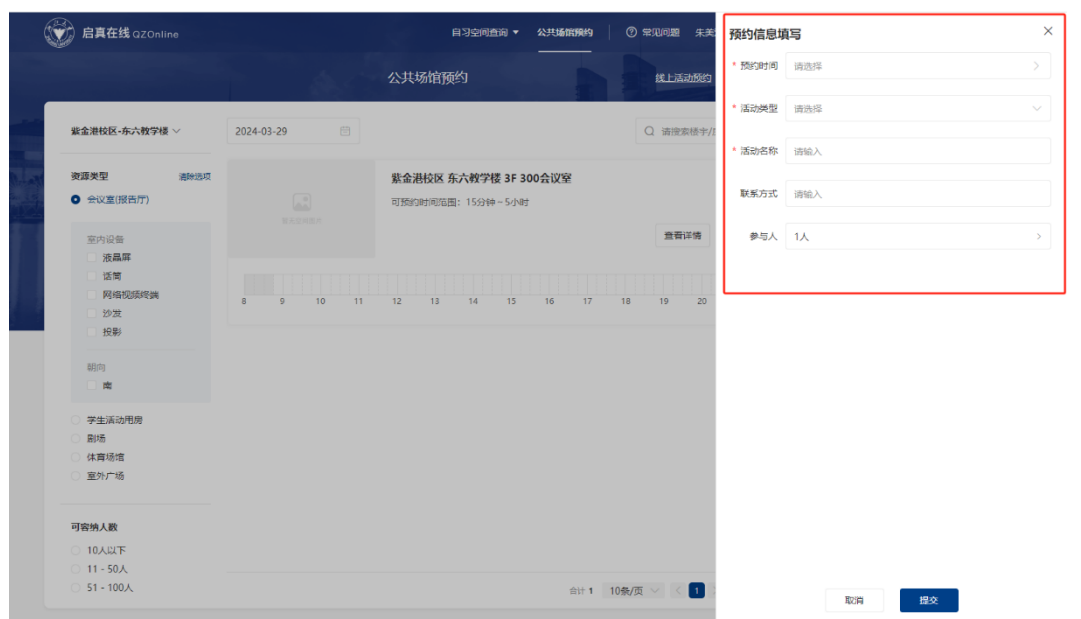 启真在线 QZOnline
自习空间查询
公共场馆预约
常见问题
朱美
公共场馆预约
线上活动预约
紫金港校区-东六教学楼
2024-03-29
请搜索楼宇/
资源类型
清除选项
会议室(报告厅)
室内设备
液晶屏
话筒
网络视频终端
沙发
投影
朝向
南
学生活动用房
剧场
体育场馆
室外广场
可容纳人数
10人以下
11 - 50人
51 - 100人
暂无空间图片
紫金港校区 东六教学楼 3F 300会议室
可预约时间范围：15分钟 ~ 5小时
查看详情
8 9 10 11 12 13 14 15 16 17 18 19 20
合计 1
10条/页
1
预约信息填写
* 预约时间 请选择
* 活动类型 请选择
* 活动名称 请输入
联系方式 请输入
参与人 1人
取消
提交